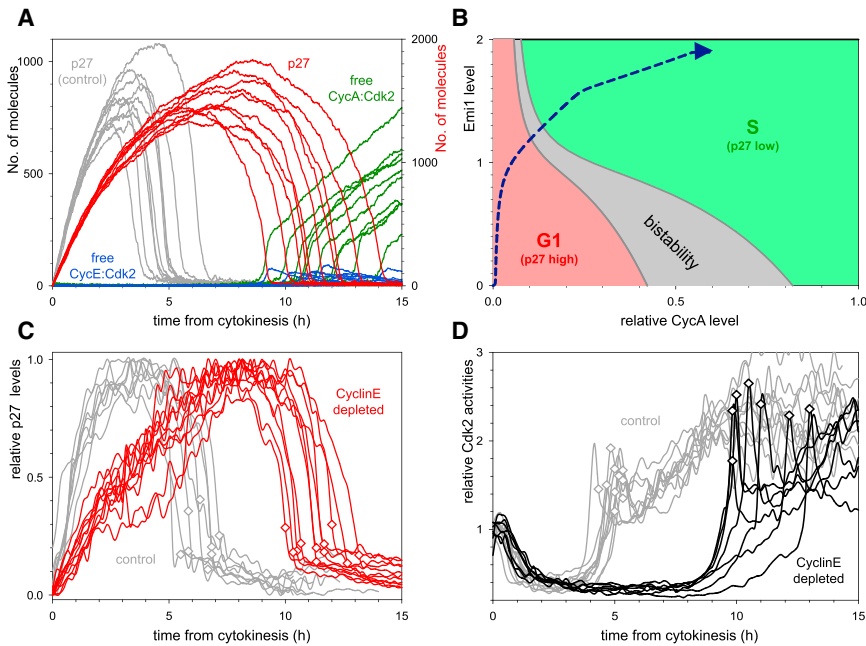 A
No. of molecules
1000
500
0
2000
1000
0
No. of molecules
p27
(control)
p27
free
CycA:Cdk2
free
CycE:Cdk2
0
5
10
15
time from cytokinesis (h)
B
Emi1 level
2
1
0
S
(p27 low)
G1
(p27 high)
bistability
0.0
0.5
1.0
relative CycA level
C
relative p27 levels
1.0
0.5
0.0
CyclinE
depleted
control
0
5
10
15
time from cytokinesis (h)
D
relative Cdk2 activities
3
2
1
0
control
CyclinE
depleted
0
5
10
15
time from cytokinesis (h)